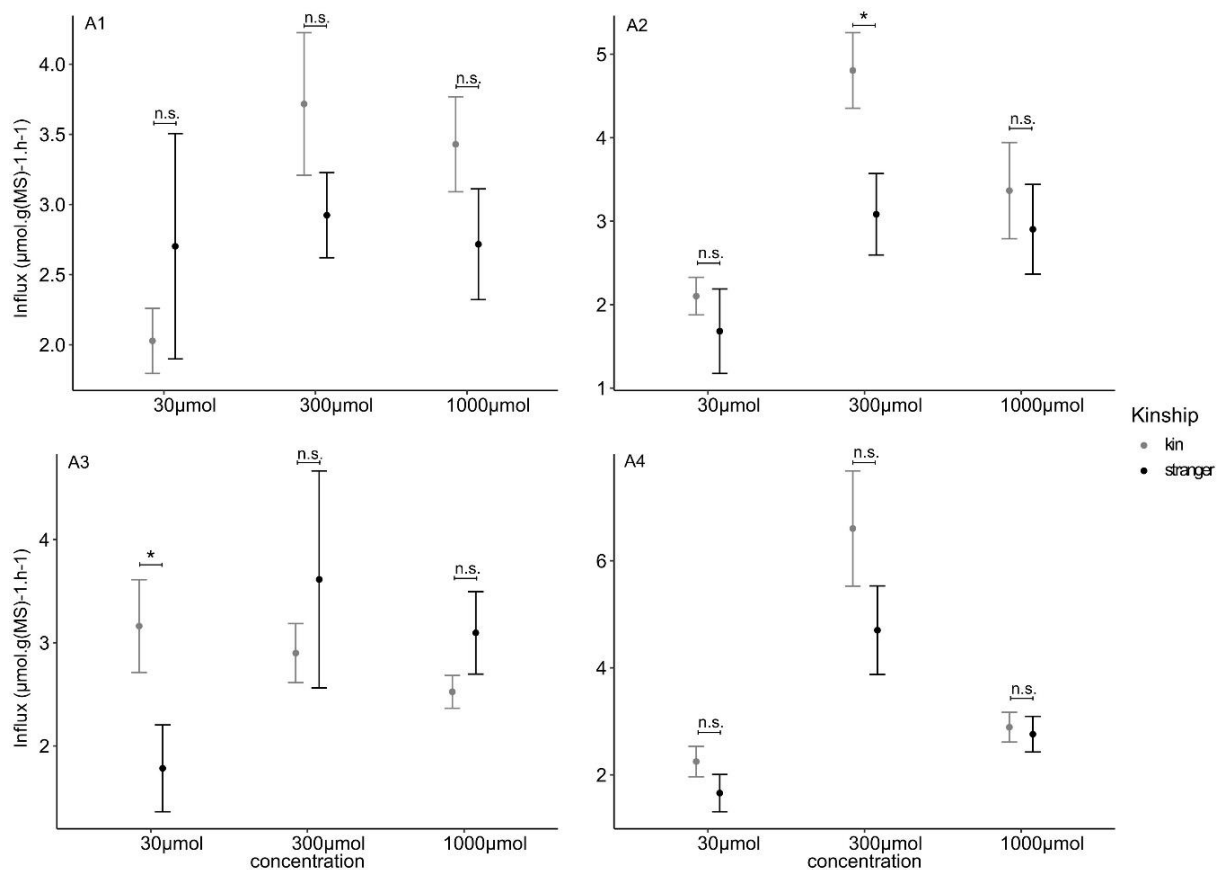 A1
n.s.
n.s.
n.s.
4.0
3.5
3.0
2.5
2.0
Influx (µmol.g(MS)-1.h-1)
30µmol
300µmol
1000µmol
A2
n.s.
*
n.s.
5
4
3
2
1
30µmol
300µmol
1000µmol
Kinship
kin
stranger
A3
*
n.s.
n.s.
4
3
2
Influx (µmol.g(MS)-1.h-1)
30µmol
300µmol
1000µmol
concentration
A4
n.s.
n.s.
n.s.
6
4
2
30µmol
300µmol
1000µmol
concentration